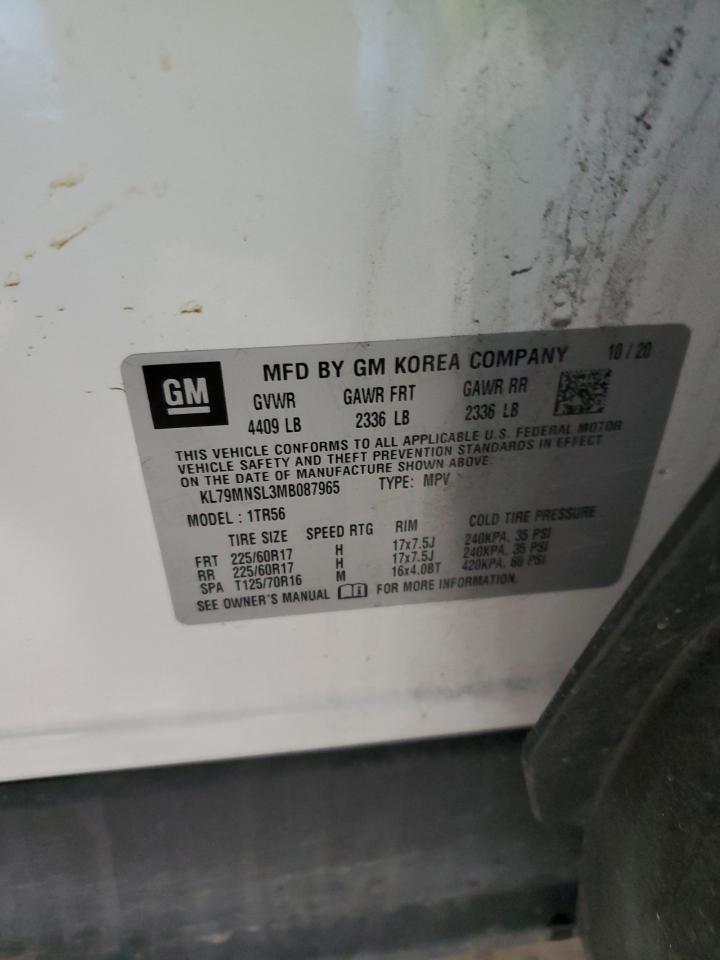 GM
MFD BY GM KOREA COMPANY 10 / 20
GVWR GAWR FRT GAWR RR
4409 LB 2336 LB 2336 LB
THIS VEHICLE CONFORMS TO ALL APPLICABLE U.S. FEDERAL MOTOR
VEHICLE SAFETY AND THEFT PREVENTION STANDARDS IN EFFECT
ON THE DATE OF MANUFACTURE SHOWN ABOVE.
KL79MNSL3MB087965 TYPE: MPV
MODEL : 1TR56
TIRE SIZE SPEED RTG RIM COLD TIRE PRESSURE
FRT 225/60R17 H 17x7.5J 240KPA, 35 PSI
RR 225/60R17 H 17x7.5J 240KPA, 35 PSI
SPA T125/70R16 M 16x4.0BT 420KPA, 60 PSI
SEE OWNER'S MANUAL FOR MORE INFORMATION.